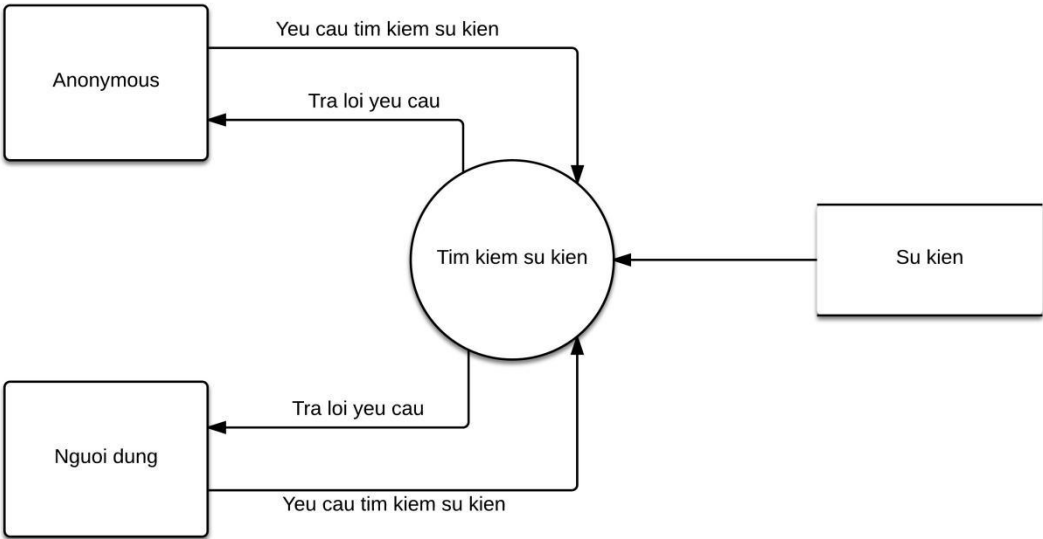 Yeu cau tim kiem su kien
Anonymous
Tra loi yeu cau
Tim kiem su kien
Su kien
Tra loi yeu cau
Nguoi dung
Yeu cau tim kiem su kien